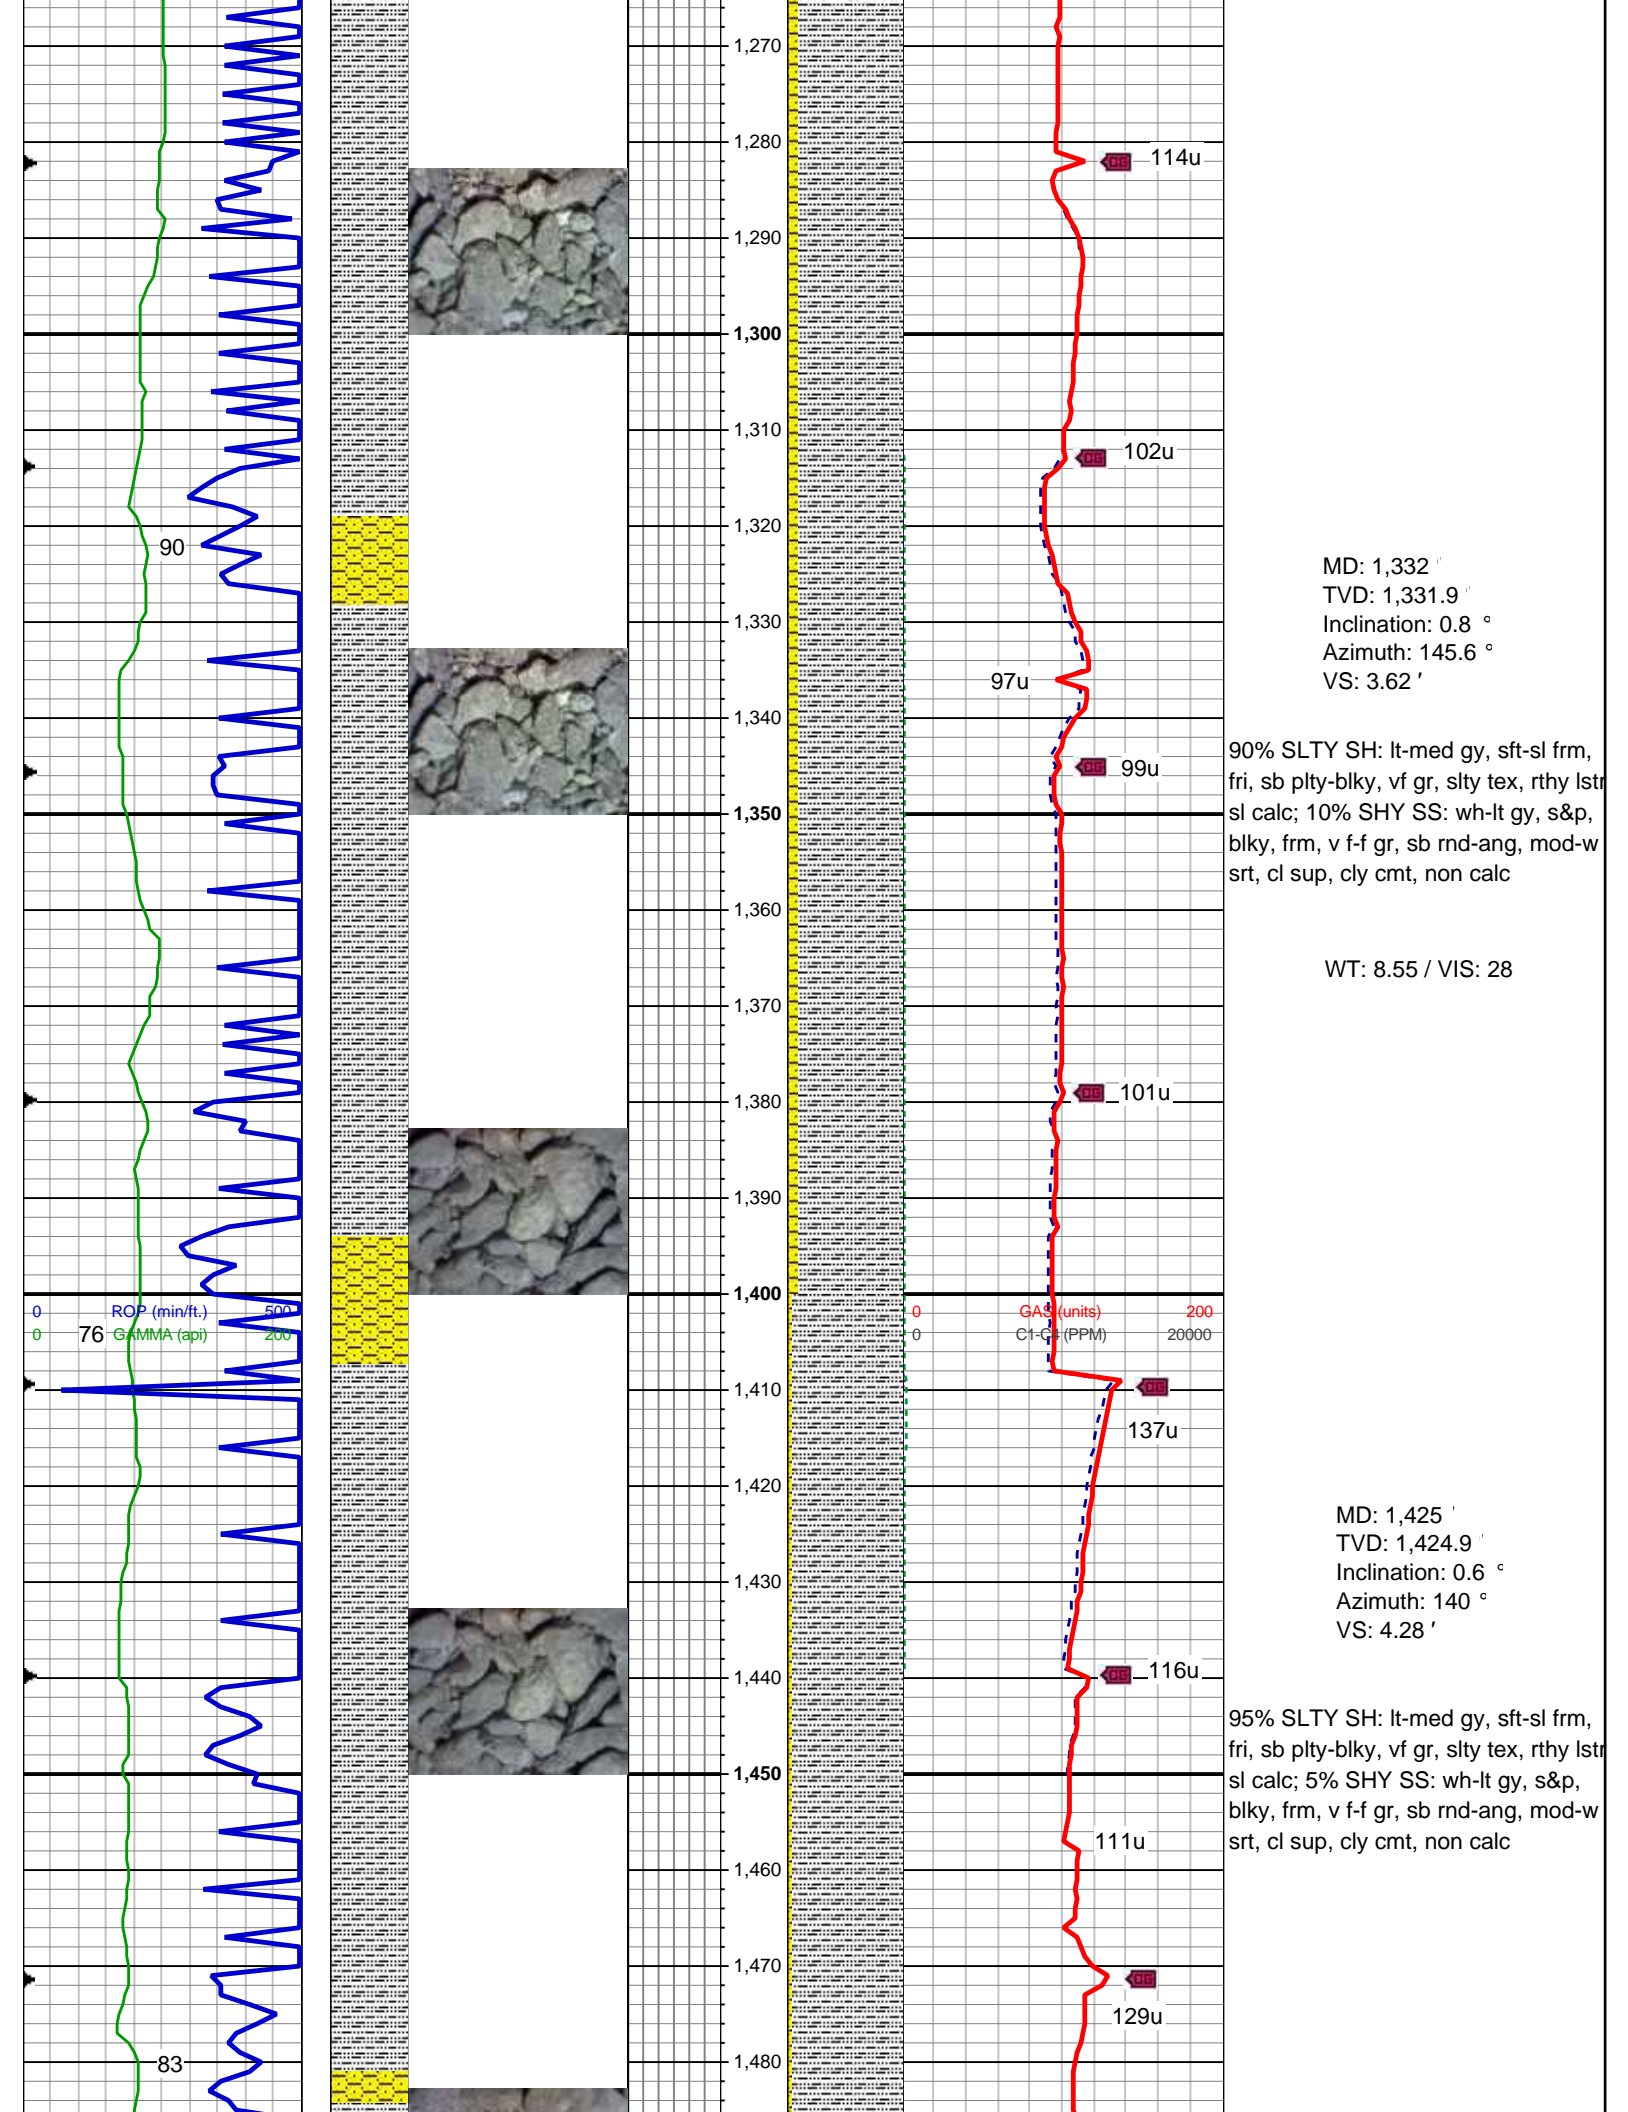 1,270
1,280
CG 114u
1,290
1,300
1,310
CG 102u
1,320
90
MD: 1,332 '
TVD: 1,331.9 '
Inclination: 0.8 °
Azimuth: 145.6 °
VS: 3.62 '
1,330
97u
1,340
90% SLTY SH: lt-med gy, sft-sl frm,
fri, sb plty-blky, vf gr, slty tex, rthy lstr
sl calc; 10% SHY SS: wh-lt gy, s&p,
blky, frm, v f-f gr, sb rnd-ang, mod-w
srt, cl sup, cly cmt, non calc
CG 99u
1,350
1,360
WT: 8.55 / VIS: 28
1,370
1,380
CG 101u
1,390
1,400
0 ROP (min/ft.) 500
0 76 GAMMA (api) 200
0 GAS (units) 200
0 C1-C4 (PPM) 20000
1,410
CG
137u
1,420
MD: 1,425 '
TVD: 1,424.9 '
Inclination: 0.6 °
Azimuth: 140 °
VS: 4.28 '
1,430
1,440
CG 116u
95% SLTY SH: lt-med gy, sft-sl frm,
fri, sb plty-blky, vf gr, slty tex, rthy lstr
sl calc; 5% SHY SS: wh-lt gy, s&p,
blky, frm, v f-f gr, sb rnd-ang, mod-w
srt, cl sup, cly cmt, non calc
1,450
111u
1,460
1,470
CG
129u
83
1,480